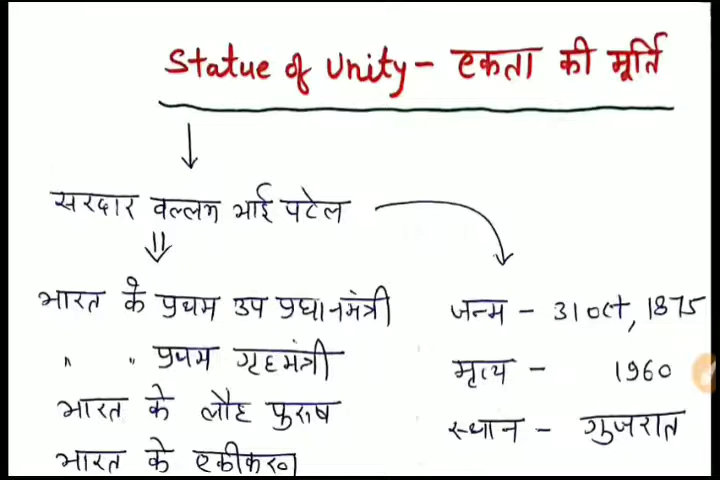 Statue of Unity - एकता की मूर्ति
सरदार वल्लभ भाई पटेल
भारत के प्रथम उप प्रधानमंत्री
" " प्रथम गृहमंत्री
भारत के लौह पुरुष
भारत के एकीकरण
जन्म - 31 oct, 1875
मृत्य - 1960
स्थान - गुजरात